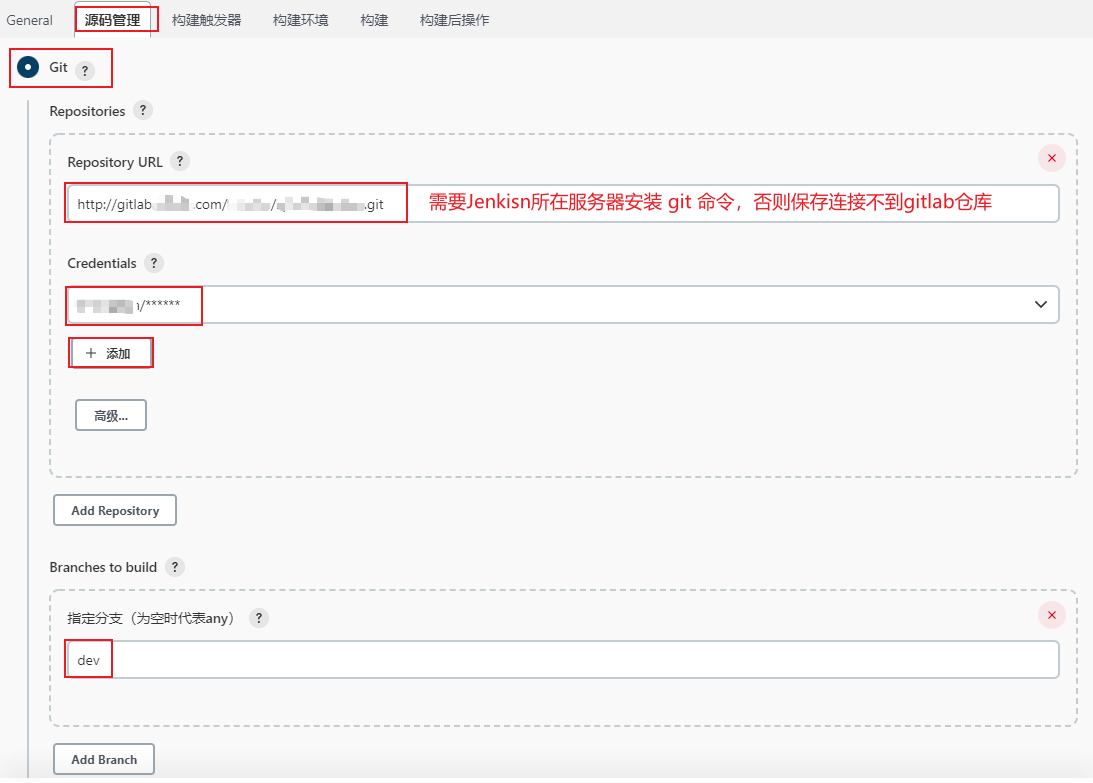 General 源码管理 构建触发器 构建环境 构建 构建后操作
Git ?
Repositories ?
Repository URL ?
http://gitlab .com/ / .git 需要Jenkisn所在服务器安装 git 命令，否则保存连接不到gitlab仓库
Credentials ?
/******
添加
高级...
Add Repository
Branches to build ?
指定分支（为空时代表any） ?
dev
Add Branch